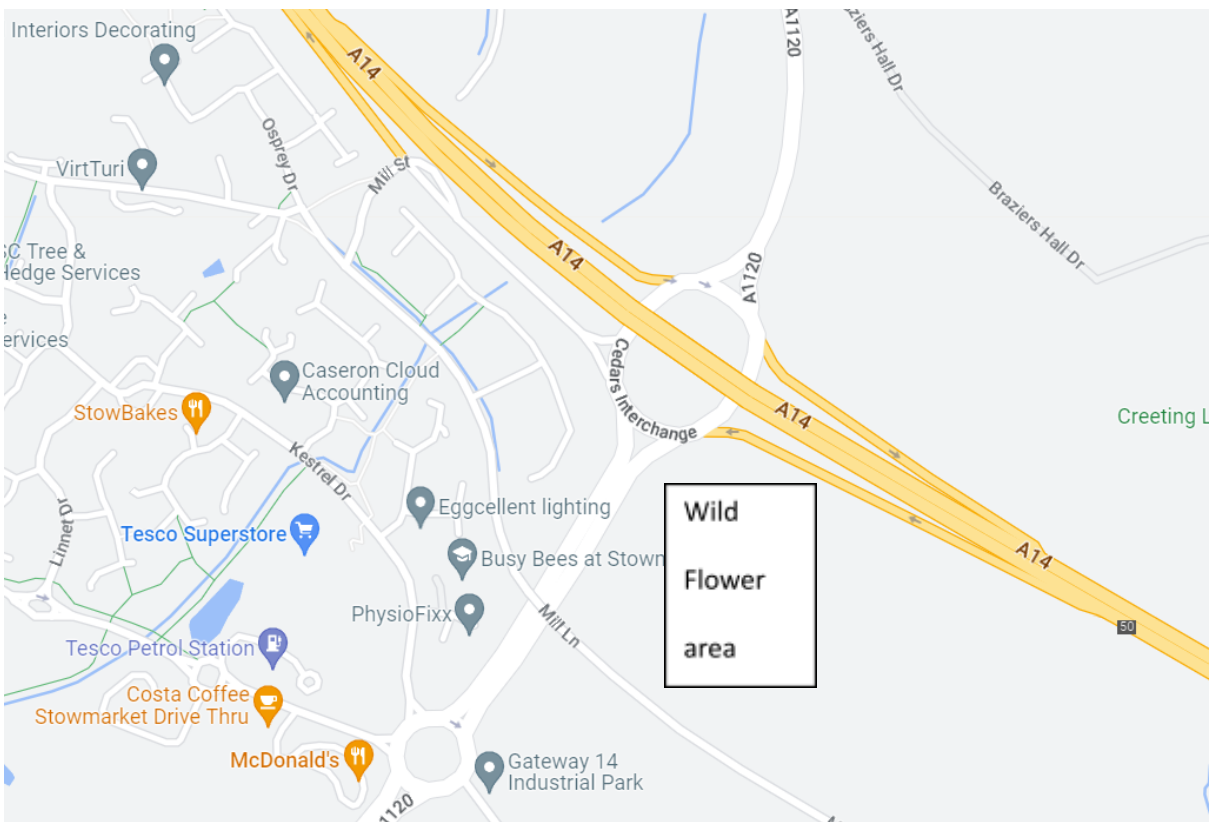 Interiors Decorating
A14
A1120
Braziers Hall Dr
Osprey Dr
VirtTuri
Mill St
Braziers Hall Dr
SC Tree &
Hedge Services
A14
A1120
ervices
Cedars Interchange
Caseron Cloud
Accounting
StowBakes
A14
Creeting L
Kestrel Dr
Linnet Dr
Eggcellent lighting
Wild
Flower
area
Tesco Superstore
A14
Busy Bees at Stown
PhysioFixx
Mill Ln
50
Tesco Petrol Station
Costa Coffee
Stowmarket Drive Thru
McDonald's
Gateway 14
Industrial Park
A1120